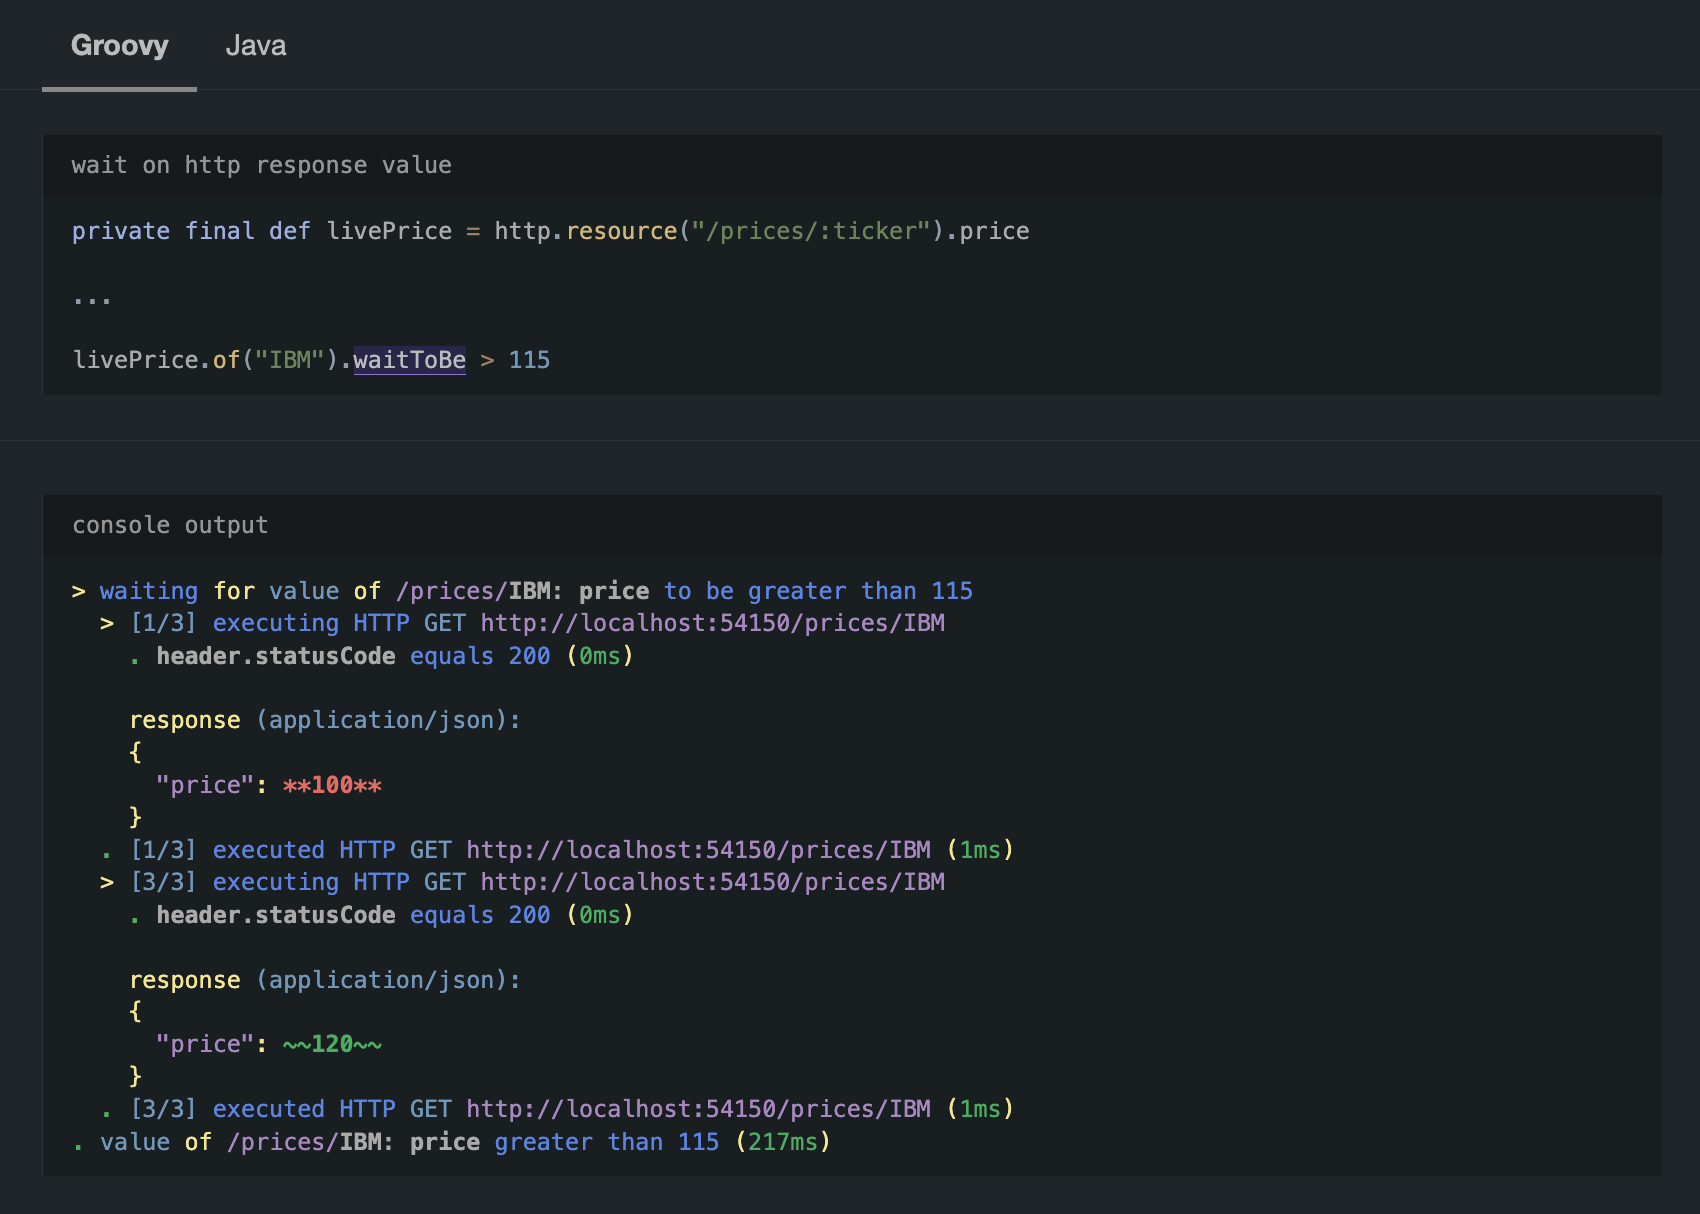 Groovy Java
wait on http response value
private final def livePrice = http.resource("/prices/:ticker").price
...
livePrice.of("IBM").waitToBe > 115
console output
> waiting for value of /prices/IBM: price to be greater than 115
  > [1/3] executing HTTP GET http://localhost:54150/prices/IBM
    . header.statusCode equals 200 (0ms)
    response (application/json):
    {
      "price": **100**
    }
  . [1/3] executed HTTP GET http://localhost:54150/prices/IBM (1ms)
  > [3/3] executing HTTP GET http://localhost:54150/prices/IBM
    . header.statusCode equals 200 (0ms)
    response (application/json):
    {
      "price": ~~120~~
    }
  . [3/3] executed HTTP GET http://localhost:54150/prices/IBM (1ms)
. value of /prices/IBM: price greater than 115 (217ms)